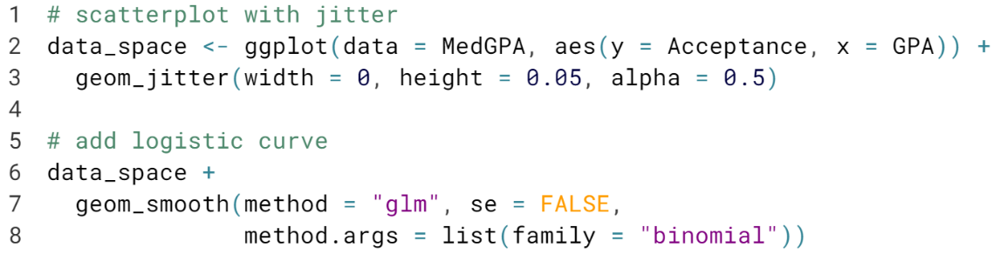 1 # scatterplot with jitter
2 data_space <- ggplot(data = MedGPA, aes(y = Acceptance, x = GPA)) +
3   geom_jitter(width = 0, height = 0.05, alpha = 0.5)
4
5 # add logistic curve
6 data_space +
7   geom_smooth(method = "glm", se = FALSE,
8               method.args = list(family = "binomial"))